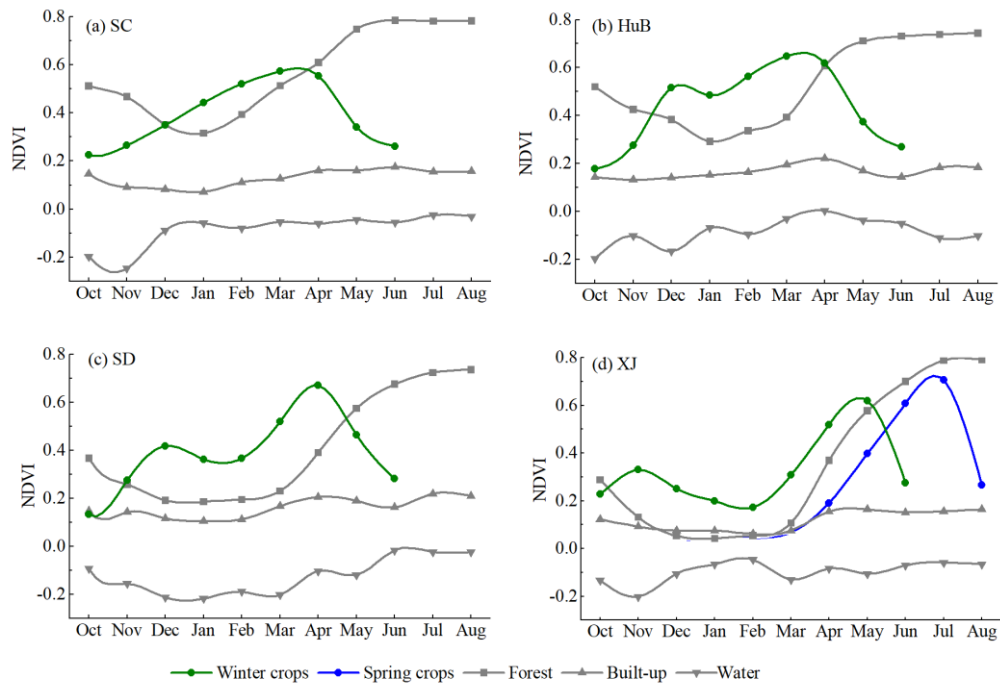 (a) SC
NDVI
0.8
0.6
0.4
0.2
0.0
-0.2
Oct Nov Dec Jan Feb Mar Apr May Jun Jul Aug
(b) HuB
NDVI
0.8
0.6
0.4
0.2
0.0
-0.2
Oct Nov Dec Jan Feb Mar Apr May Jun Jul Aug
(c) SD
NDVI
0.8
0.6
0.4
0.2
0.0
-0.2
Oct Nov Dec Jan Feb Mar Apr May Jun Jul Aug
(d) XJ
NDVI
0.8
0.6
0.4
0.2
0.0
-0.2
Oct Nov Dec Jan Feb Mar Apr May Jun Jul Aug
Winter crops Spring crops Forest Built-up Water